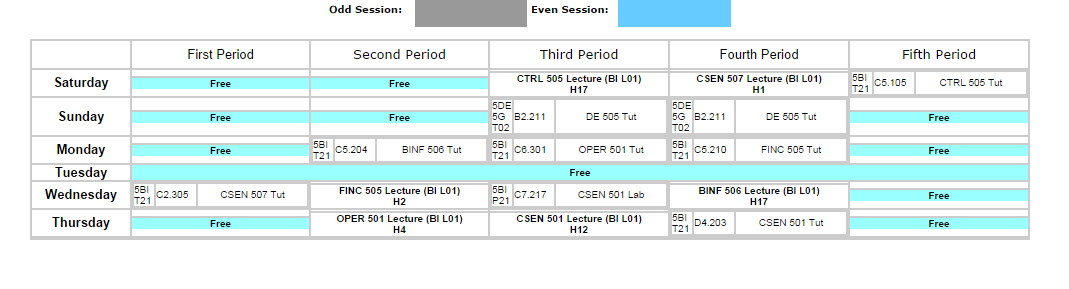 Odd Session: Even Session:
First Period Second Period Third Period Fourth Period Fifth Period
Saturday Free Free CTRL 505 Lecture (BI L01) CSEN 507 Lecture (BI L01) 5BI C5.105 CTRL 505 Tut
H17 H1 T21
Sunday Free Free 5DE B2.211 DE 505 Tut 5DE B2.211 DE 505 Tut Free
5G 5G
T02 T02
Monday Free 5BI C5.204 BINF 506 Tut 5BI C6.301 OPER 501 Tut 5BI C5.210 FINC 505 Tut Free
T21 T21 T21
Tuesday Free
Wednesday 5BI C2.305 CSEN 507 Tut FINC 505 Lecture (BI L01) 5BI C7.217 CSEN 501 Lab BINF 506 Lecture (BI L01) Free
T21 H2 P21 H17
Thursday Free OPER 501 Lecture (BI L01) CSEN 501 Lecture (BI L01) 5BI D4.203 CSEN 501 Tut Free
H4 H12 T21